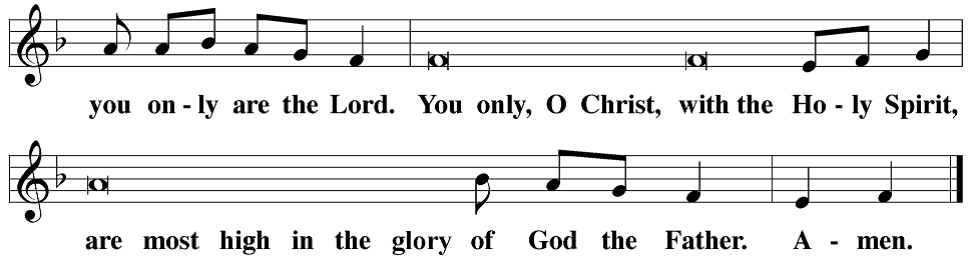 you on - ly are the Lord. You only, O Christ, with the Ho - ly Spirit,
are most high in the glory of God the Father. A - men.